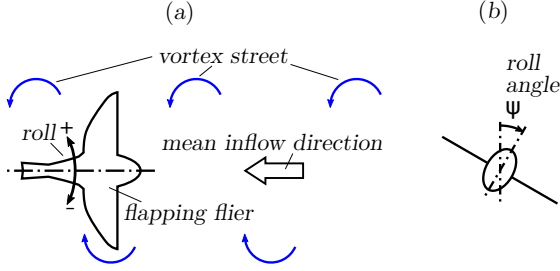 (a)
vortex street
roll
+
mean inflow direction
-
flapping flier
(b)
roll
angle
Ψ